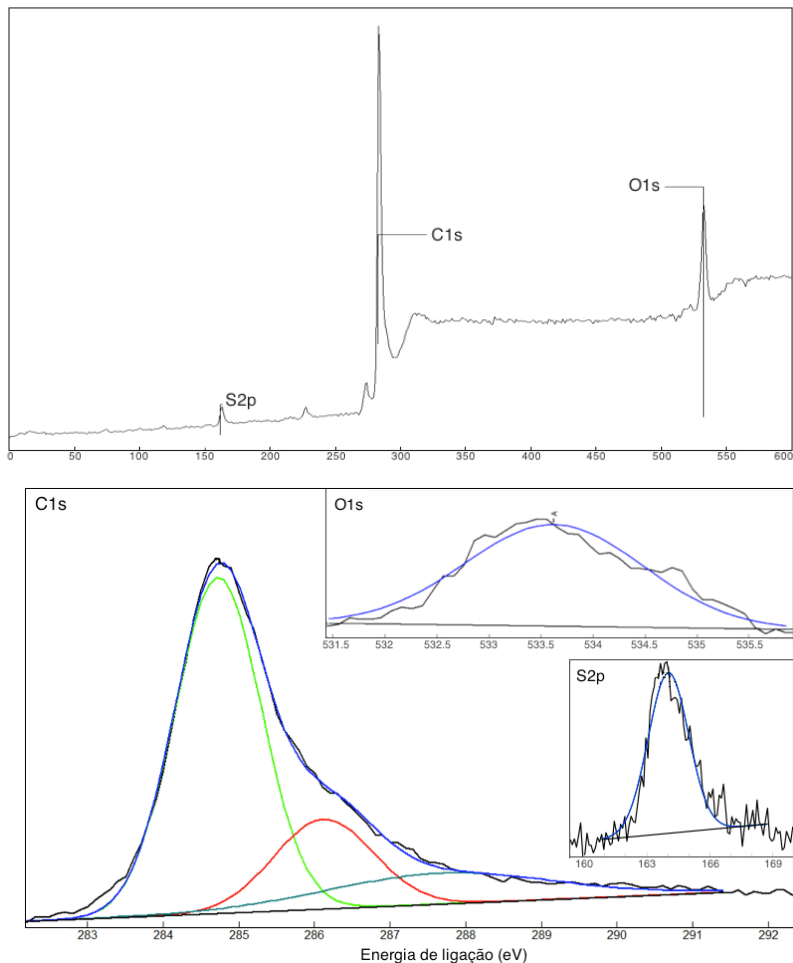 O1s
C1s
S2p
0 50 100 150 200 250 300 350 400 450 500 550 600
C1s
O1s
A
531.5 532 532.5 533 533.5 534 534.5 535 535.5
S2p
160 163 166 169
283 284 285 286 287 288 289 290 291 292
Energia de ligação (eV)